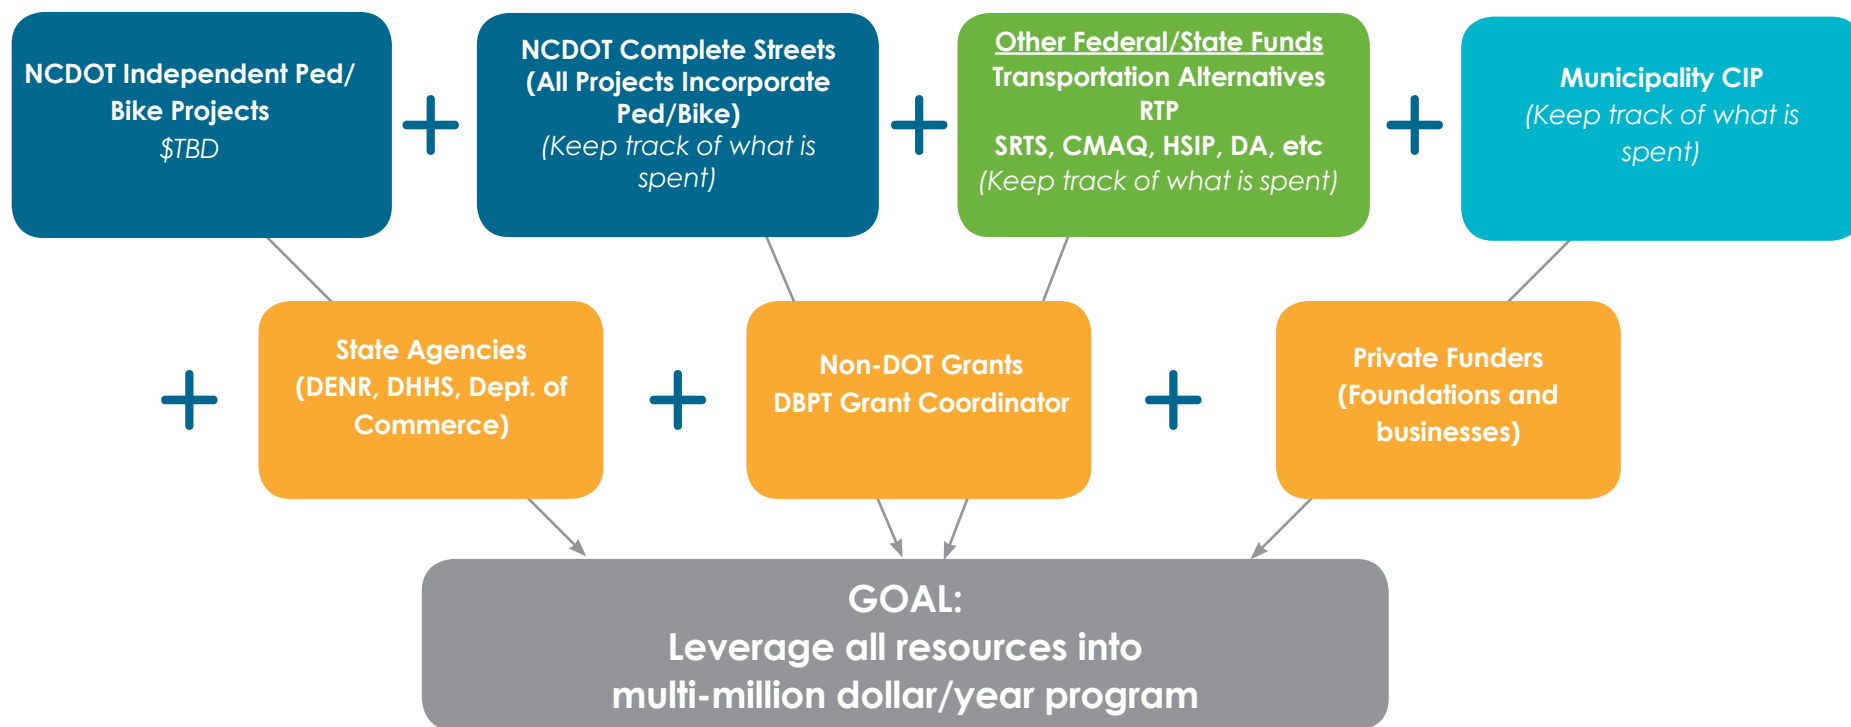 NCDOT Independent Ped/
Bike Projects
$TBD
NCDOT Complete Streets
(All Projects Incorporate
Ped/Bike)
(Keep track of what is
spent)
Other Federal/State Funds
Transportation Alternatives
RTP
SRTS, CMAQ, HSIP, DA, etc
(Keep track of what is spent)
Municipality CIP
(Keep track of what is
spent)
State Agencies
(DENR, DHHS, Dept. of
Commerce)
Non-DOT Grants
DBPT Grant Coordinator
Private Funders
(Foundations and
businesses)
GOAL:
Leverage all resources into
multi-million dollar/year program